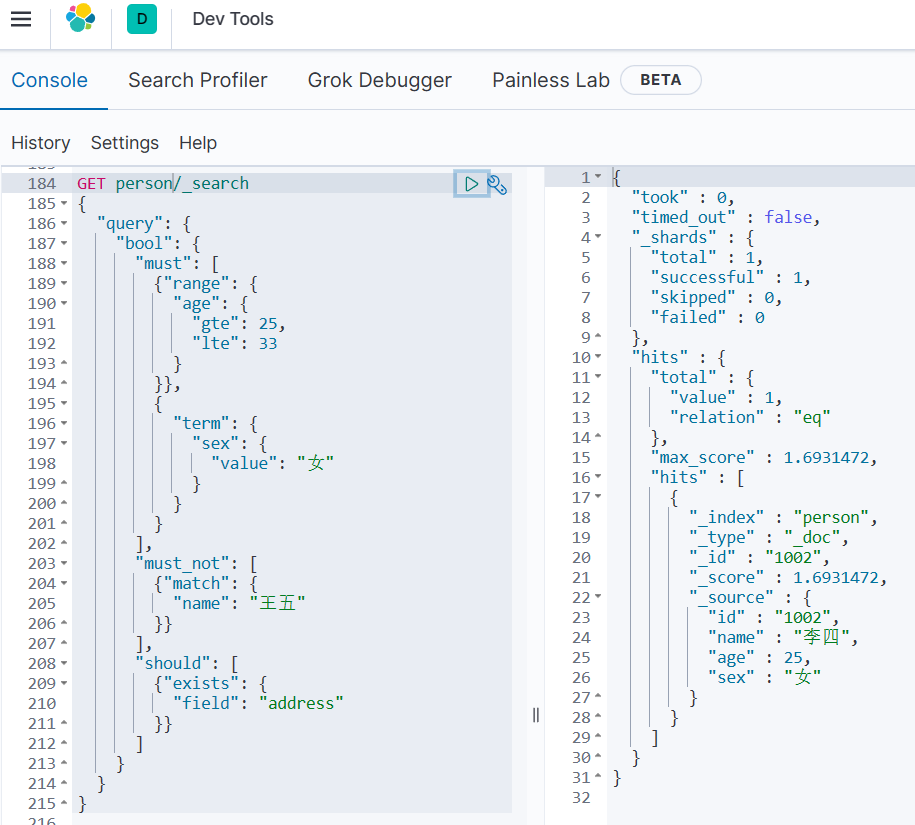 D Dev Tools
Console Search Profiler Grok Debugger Painless Lab BETA
History Settings Help
184 GET person/_search
185 {
186 "query": {
187 "bool": {
188 "must": [
189 {"range": {
190 "age": {
191 "gte": 25,
192 "lte": 33
193 }
194 }},
195 {
196 "term": {
197 "sex": {
198 "value": "女"
199 }
200 }
201 }
202 ],
203 "must_not": [
204 {"match": {
205 "name": "王五"
206 }}
207 ],
208 "should": [
209 {"exists": {
210 "field": "address"
211 }}
212 ]
213 }
214 }
215 }
216
1 {
2 "took" : 0,
3 "timed_out" : false,
4 "_shards" : {
5 "total" : 1,
6 "successful" : 1,
7 "skipped" : 0,
8 "failed" : 0
9 },
10 "hits" : {
11 "total" : {
12 "value" : 1,
13 "relation" : "eq"
14 },
15 "max_score" : 1.6931472,
16 "hits" : [
17 {
18 "_index" : "person",
19 "_type" : "_doc",
20 "_id" : "1002",
21 "_score" : 1.6931472,
22 "_source" : {
23 "id" : "1002",
24 "name" : "李四",
25 "age" : 25,
26 "sex" : "女"
27 }
28 }
29 ]
30 }
31 }
32